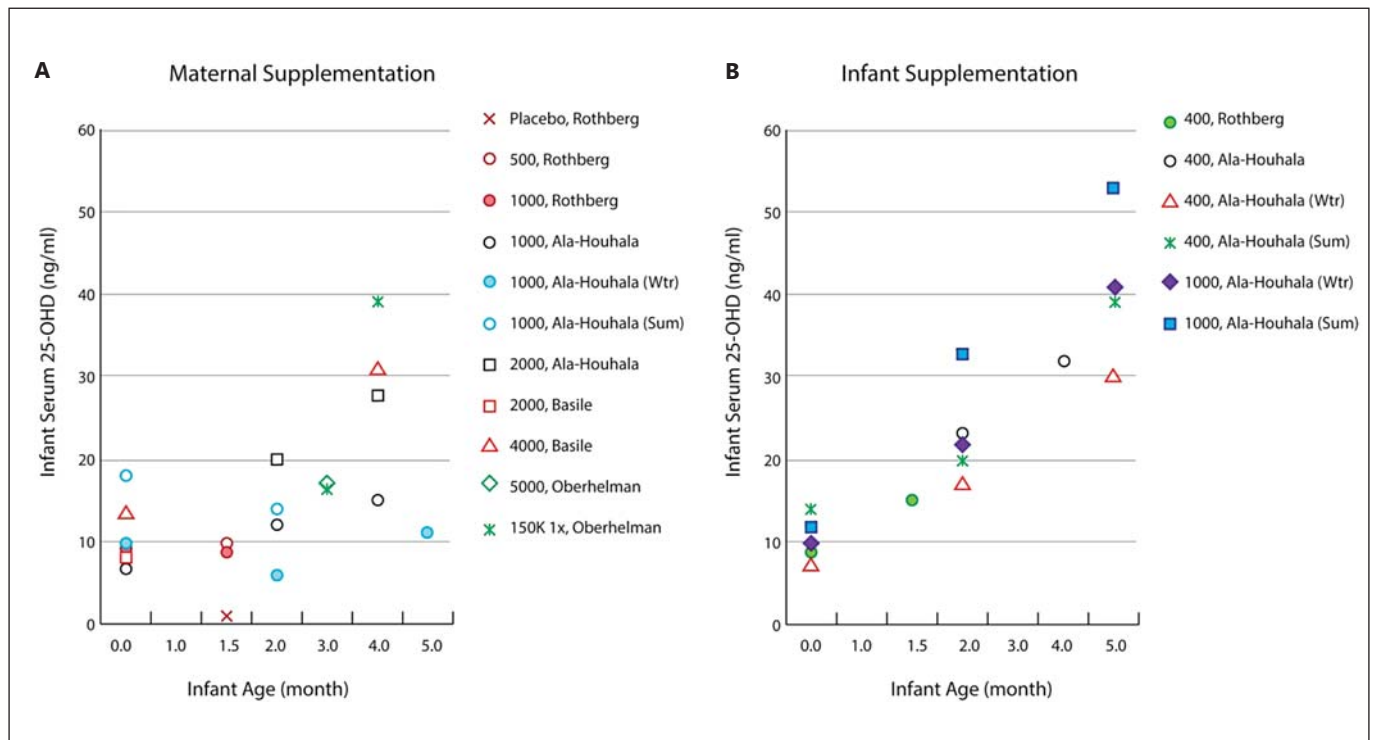 A
Maternal Supplementation
60
50
40
30
20
10
0
Infant Serum 25-OHD (ng/ml)
0.0 1.0 1.5 2.0 3.0 4.0 5.0
Infant Age (month)
Placebo, Rothberg
500, Rothberg
1000, Rothberg
1000, Ala-Houhala
1000, Ala-Houhala (Wtr)
1000, Ala-Houhala (Sum)
2000, Ala-Houhala
2000, Basile
4000, Basile
5000, Oberhelman
150K 1x, Oberhelman
B
Infant Supplementation
60
50
40
30
20
10
0
Infant Serum 25-OHD (ng/ml)
0.0 1.0 1.5 2.0 3.0 4.0 5.0
Infant Age (month)
400, Rothberg
400, Ala-Houhala
400, Ala-Houhala (Wtr)
400, Ala-Houhala (Sum)
1000, Ala-Houhala (Wtr)
1000, Ala-Houhala (Sum)